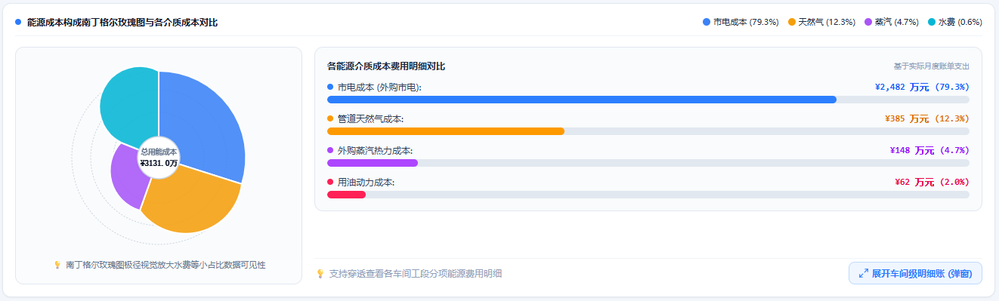 能源成本构成南丁格尔玫瑰图与各介质成本对比
市电成本 (79.3%) 天然气 (12.3%) 蒸汽 (4.7%) 水费 (0.6%)
总用能成本
¥3131.0万
💡 南丁格尔玫瑰图极径视觉放大水费等小占比数据可见性
各能源介质成本费用明细对比
基于实际月度账单支出
市电成本 (外购市电):
¥2,482 万元 (79.3%)
管道天然气成本:
¥385 万元 (12.3%)
外购蒸汽热力成本:
¥148 万元 (4.7%)
用油动力成本:
¥62 万元 (2.0%)
💡 支持穿透查看各车间工段分项能源费用明细
展开车间级明细账 (弹窗)